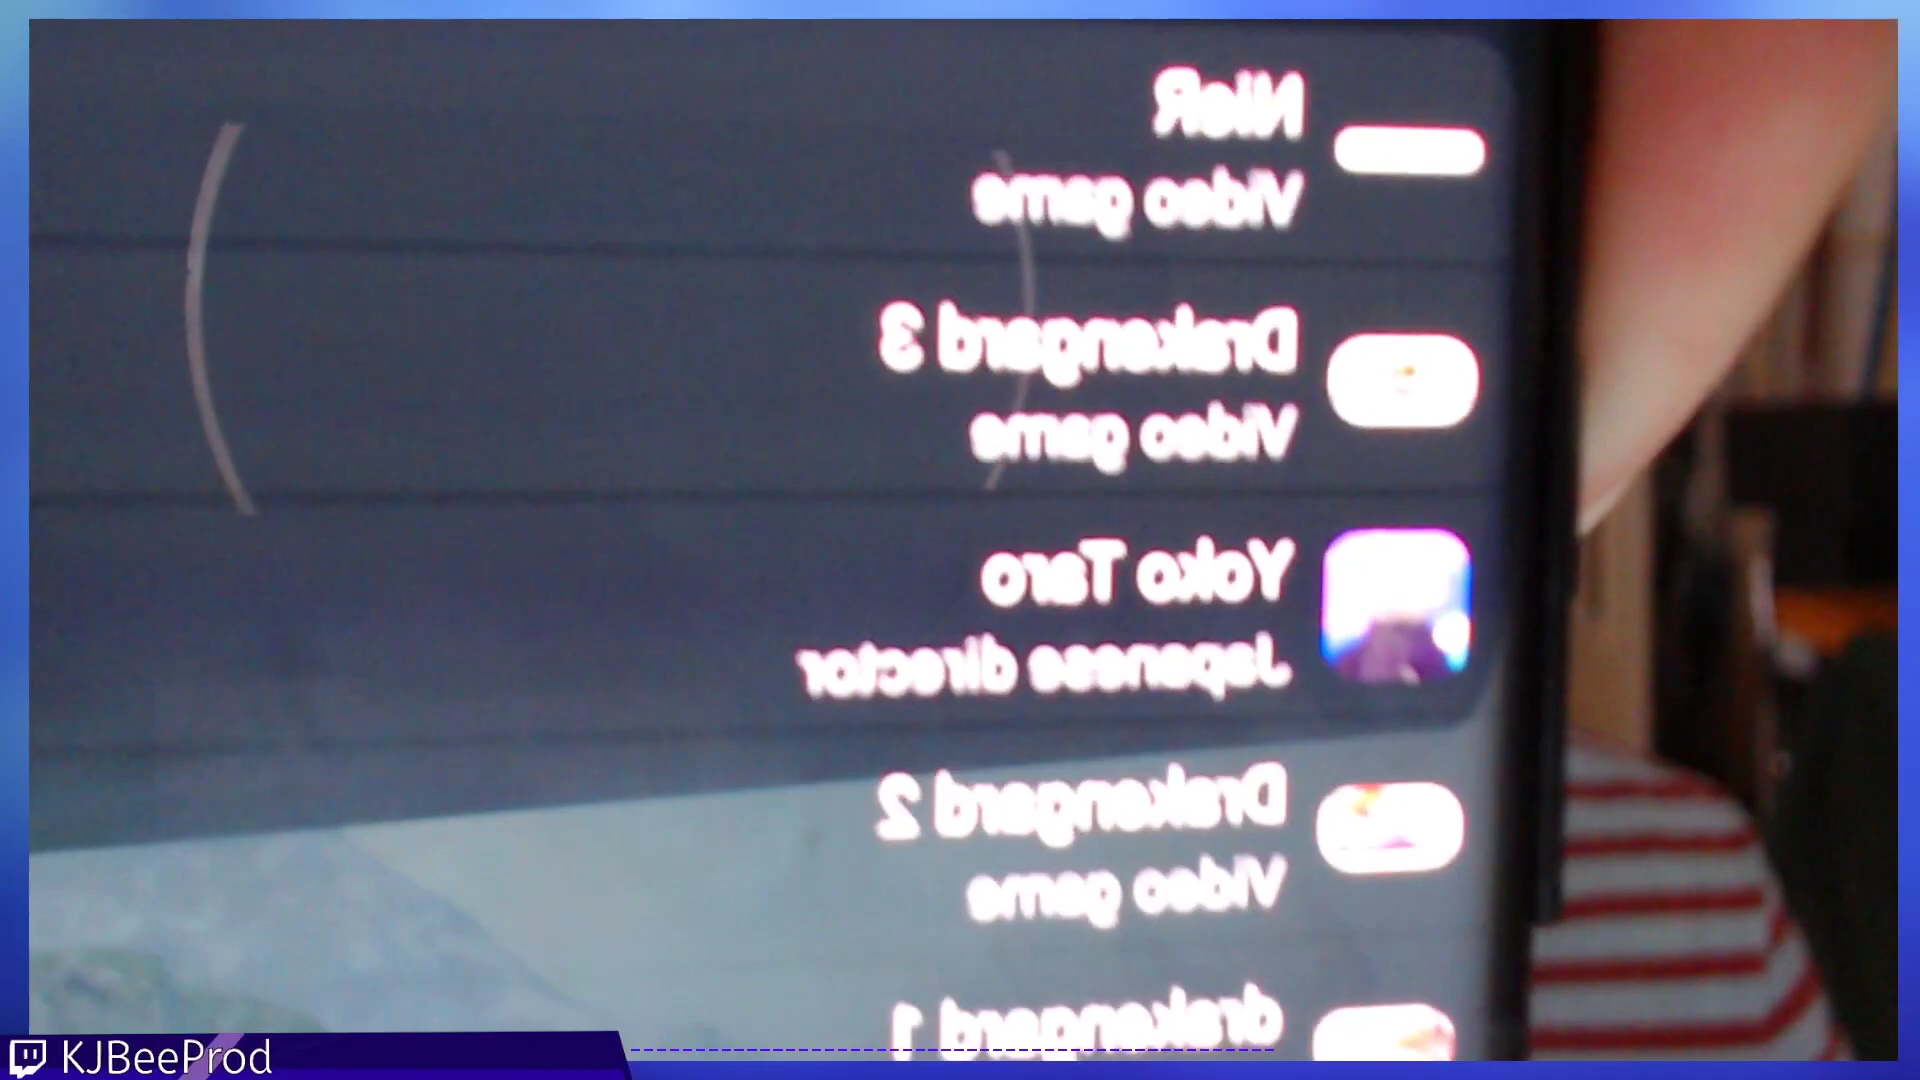 NieR
Video game
Drakengard 3
Video game
Yoko Taro
Japanese director
Drakengard 2
Video game
drakengard 1
KJBeeProd